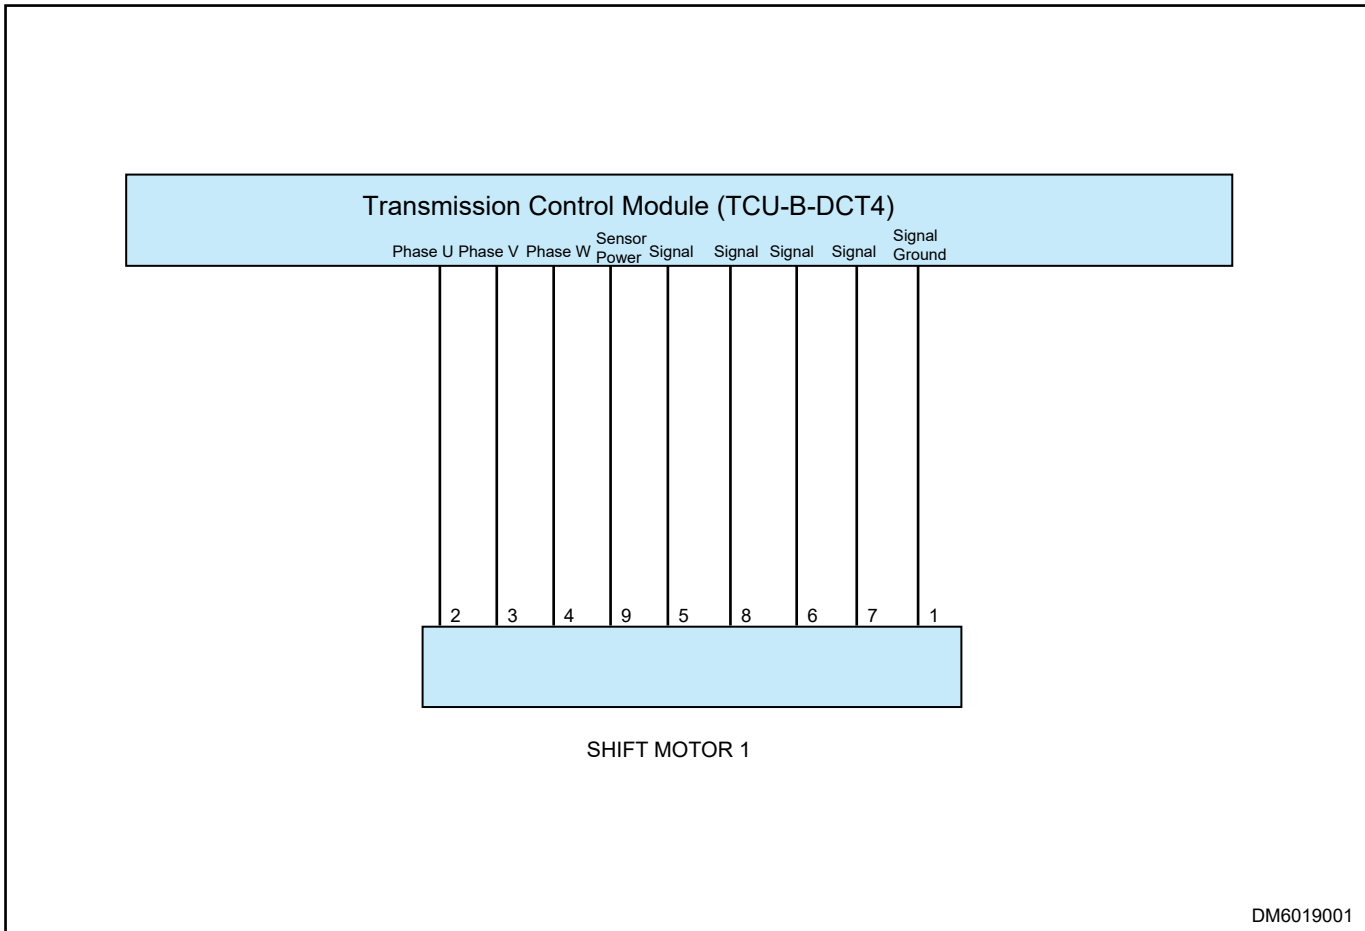 Transmission Control Module (TCU-B-DCT4)
Phase U Phase V Phase W Sensor Power Signal Signal Signal Signal Signal Ground
2 3 4 9 5 8 6 7 1
SHIFT MOTOR 1
DM6019001